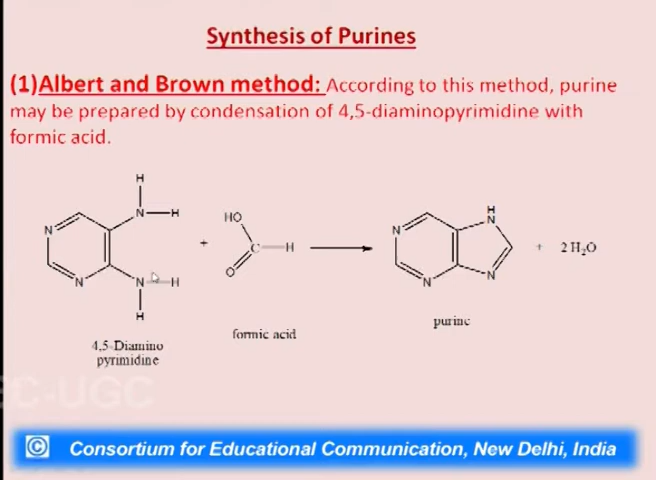 Synthesis of Purines
(1)Albert and Brown method: According to this method, purine
may be prepared by condensation of 4,5-diaminopyrimidine with
formic acid.
H
N H
N
N
N H
H
4,5-Diamino
pyrimidine
+
HO
C H
O
formic acid
H
N
N
N
N
purine
+ 2 H₂O
C-UGC
© Consortium for Educational Communication, New Delhi, India